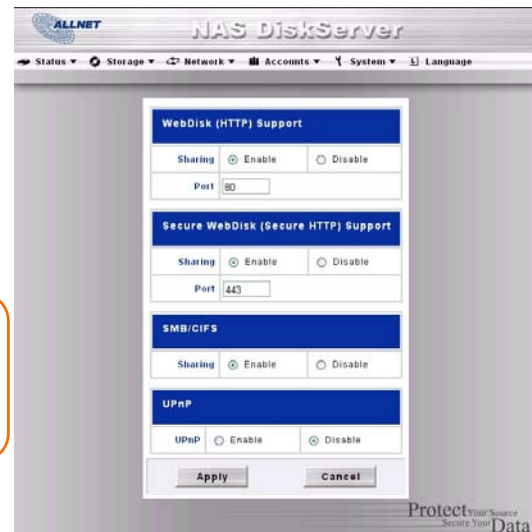 ALLNET
NAS DiskServer
Status Storage Network Accounts System Language
WebDisk (HTTP) Support
Sharing Enable Disable
Port 80
Secure WebDisk (Secure HTTP) Support
Sharing Enable Disable
Port 443
SMB/CIFS
Sharing Enable Disable
UPnP
UPnP Enable Disable
Apply Cancel
Protect Your Source
Secure Your Data